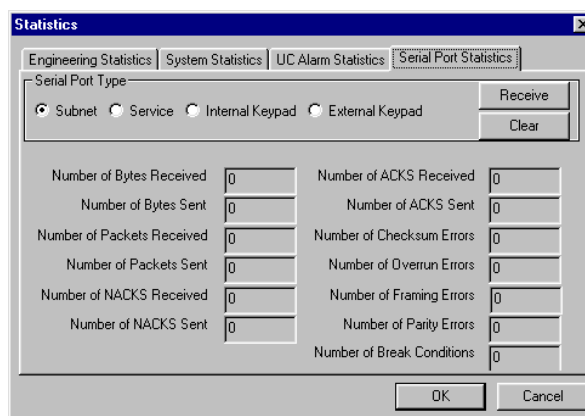 Statistics
Engineering Statistics System Statistics UC Alarm Statistics Serial Port Statistics
Serial Port Type
Subnet Service Internal Keypad External Keypad
Receive
Clear
Number of Bytes Received 0
Number of Bytes Sent 0
Number of Packets Received 0
Number of Packets Sent 0
Number of NACKS Received 0
Number of NACKS Sent 0
Number of ACKS Received 0
Number of ACKS Sent 0
Number of Checksum Errors 0
Number of Overrun Errors 0
Number of Framing Errors 0
Number of Parity Errors 0
Number of Break Conditions 0
OK Cancel